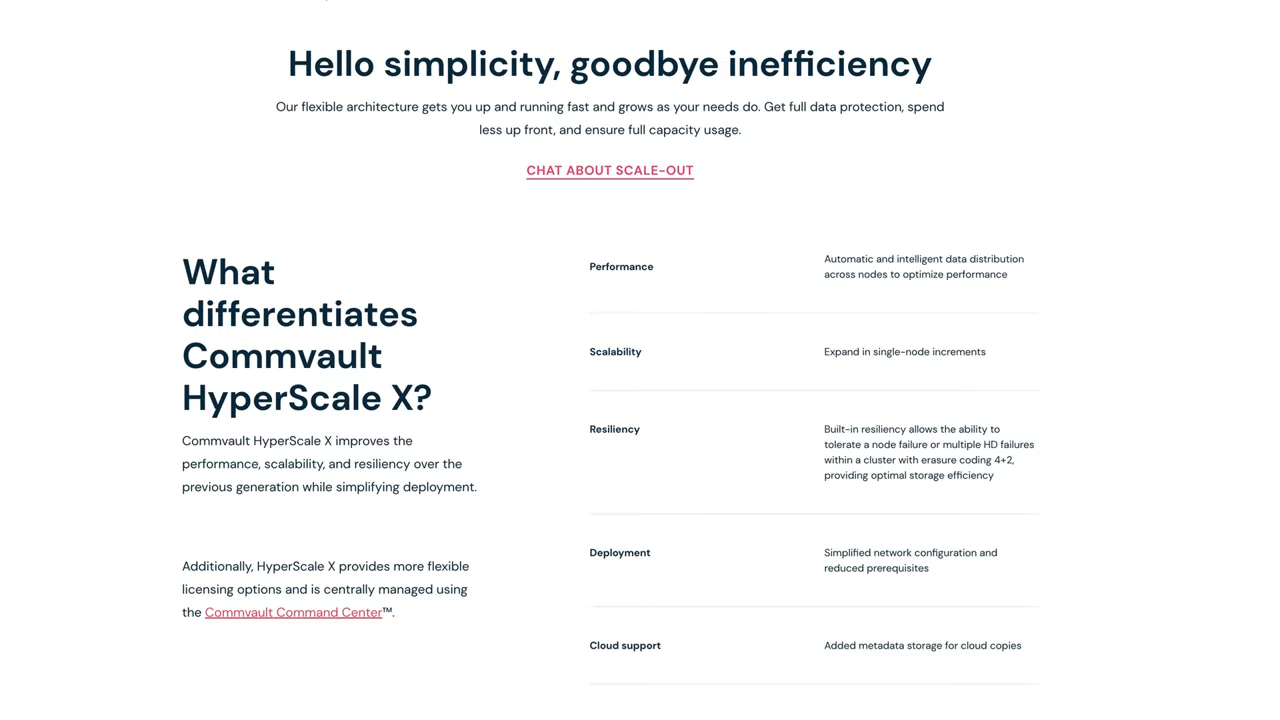 Hello simplicity, goodbye inefficiency
Our flexible architecture gets you up and running fast and grows as your needs do. Get full data protection, spend
less up front, and ensure full capacity usage.
CHAT ABOUT SCALE-OUT
What
differentiates
Commvault
HyperScale X?
Commvault HyperScale X improves the
performance, scalability, and resiliency over the
previous generation while simplifying deployment.
Additionally, HyperScale X provides more flexible
licensing options and is centrally managed using
the Commvault Command Center™.
Performance
Automatic and intelligent data distribution
across nodes to optimize performance
Scalability
Expand in single-node increments
Resiliency
Built-in resiliency allows the ability to
tolerate a node failure or multiple HD failures
within a cluster with erasure coding 4+2,
providing optimal storage efficiency
Deployment
Simplified network configuration and
reduced prerequisites
Cloud support
Added metadata storage for cloud copies